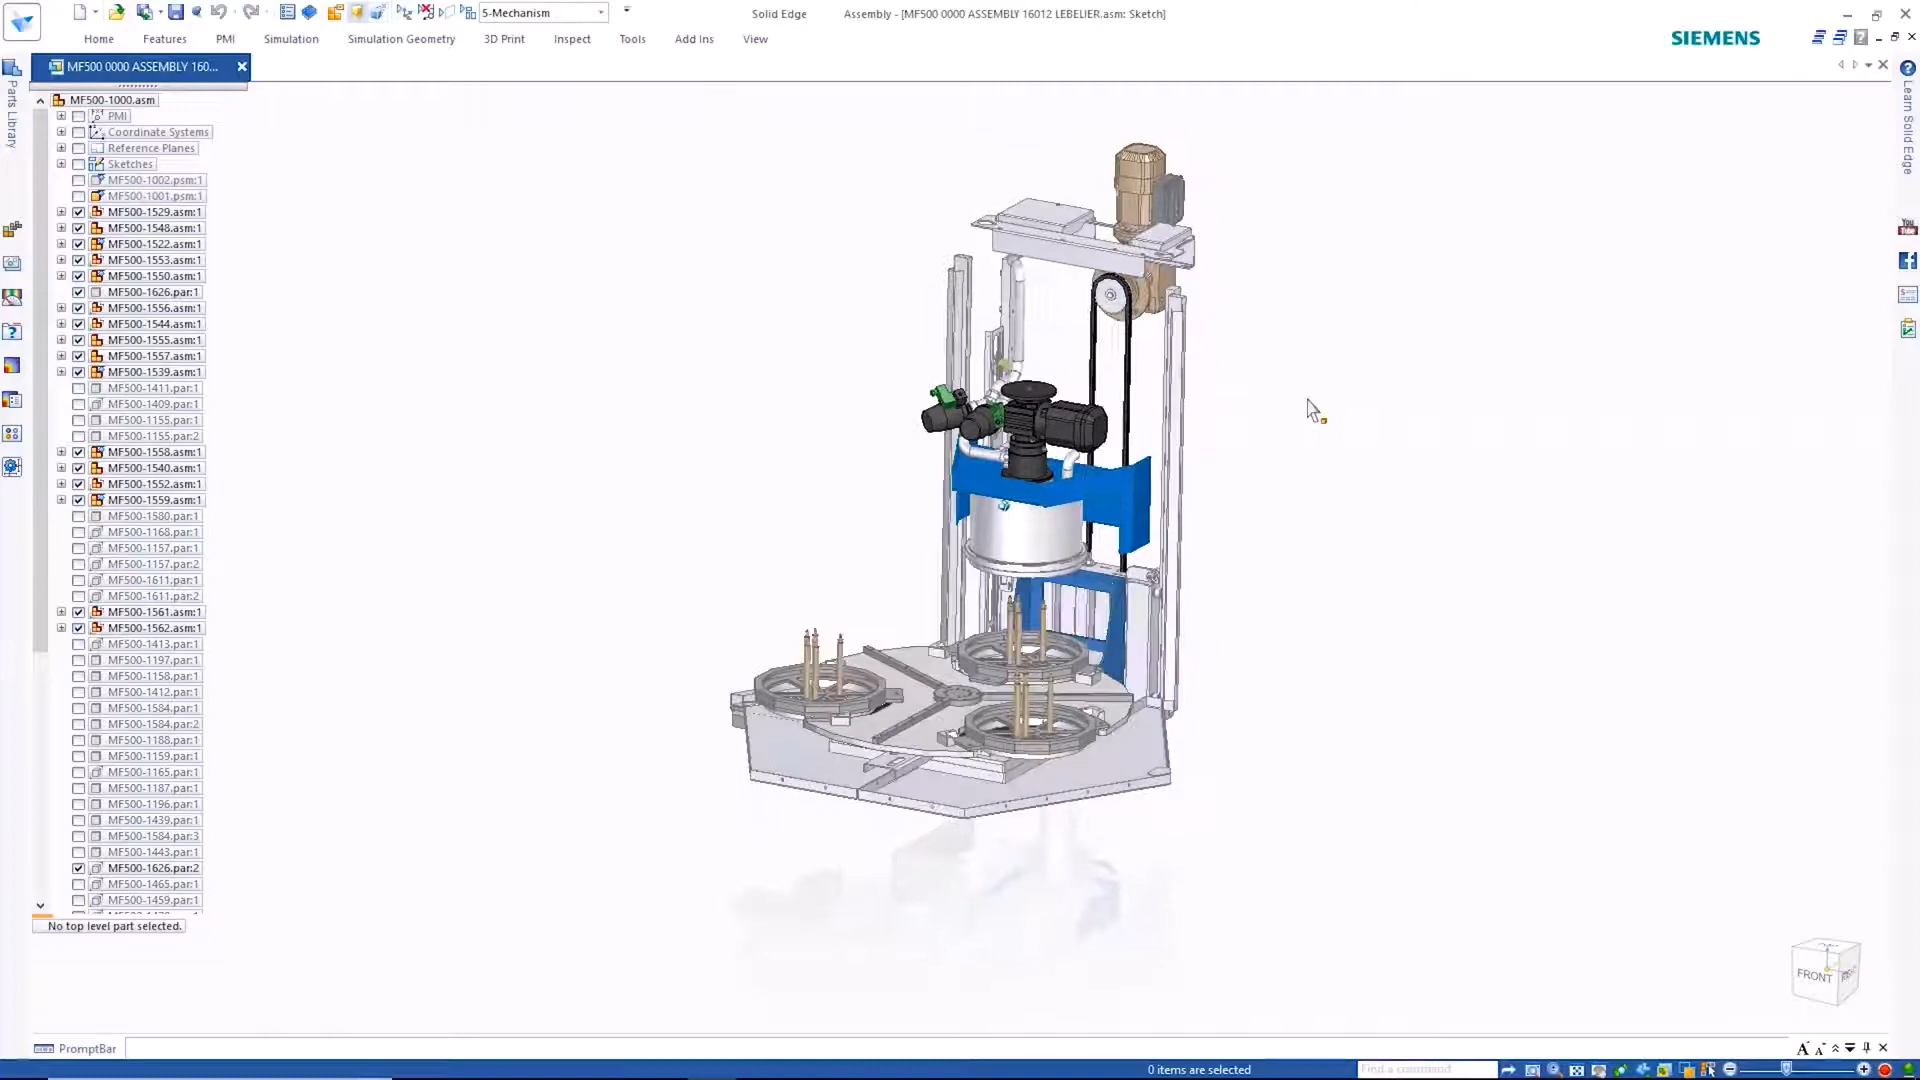 5-Mechanism
Solid Edge
Assembly - [MF500 0000 ASSEMBLY 16012 LEBELIER.asm: Sketch]
Home Features PMI Simulation Simulation Geometry 3D Print Inspect Tools Add Ins View
SIEMENS
MF500 0000 ASSEMBLY 160...
Parts Library
Learn Solid Edge
You Tube
MF500-1000.asm
PMI
Coordinate Systems
Reference Planes
Sketches
MF500-1002.psm:1
MF500-1001.psm:1
MF500-1529.asm:1
MF500-1548.asm:1
MF500-1522.asm:1
MF500-1553.asm:1
MF500-1550.asm:1
MF500-1626.par:1
MF500-1556.asm:1
MF500-1544.asm:1
MF500-1555.asm:1
MF500-1557.asm:1
MF500-1539.asm:1
MF500-1411.par:1
MF500-1409.par:1
MF500-1155.par:1
MF500-1155.par:2
MF500-1558.asm:1
MF500-1540.asm:1
MF500-1552.asm:1
MF500-1559.asm:1
MF500-1580.par:1
MF500-1168.par:1
MF500-1157.par:1
MF500-1157.par:2
MF500-1611.par:1
MF500-1611.par:2
MF500-1561.asm:1
MF500-1562.asm:1
MF500-1413.par:1
MF500-1197.par:1
MF500-1158.par:1
MF500-1412.par:1
MF500-1584.par:1
MF500-1584.par:2
MF500-1188.par:1
MF500-1159.par:1
MF500-1165.par:1
MF500-1187.par:1
MF500-1196.par:1
MF500-1439.par:1
MF500-1584.par:3
MF500-1443.par:1
MF500-1626.par:2
MF500-1465.par:1
MF500-1459.par:1
No top level part selected.
FRONT
PromptBar
0 items are selected
Find a command